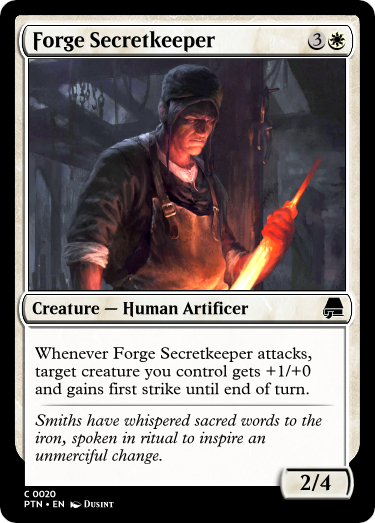 Forge Secretkeeper 3
Creature — Human Artificer
Whenever Forge Secretkeeper attacks,
target creature you control gets +1/+0
and gains first strike until end of turn.
Smiths have whispered sacred words to the
iron, spoken in ritual to inspire an
unmerciful change.
2/4
C 0020
PTN • EN Dusint